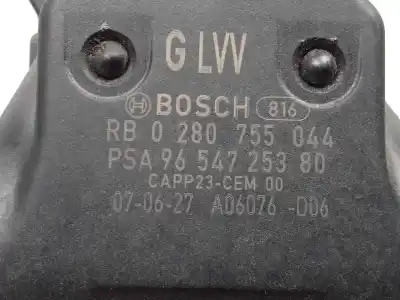 G LVV
BOSCH 816
RB 0 280 755 044
PSA 96 547 253 80
CAPP23-CEM 00
07-06-27 A06076 -D06